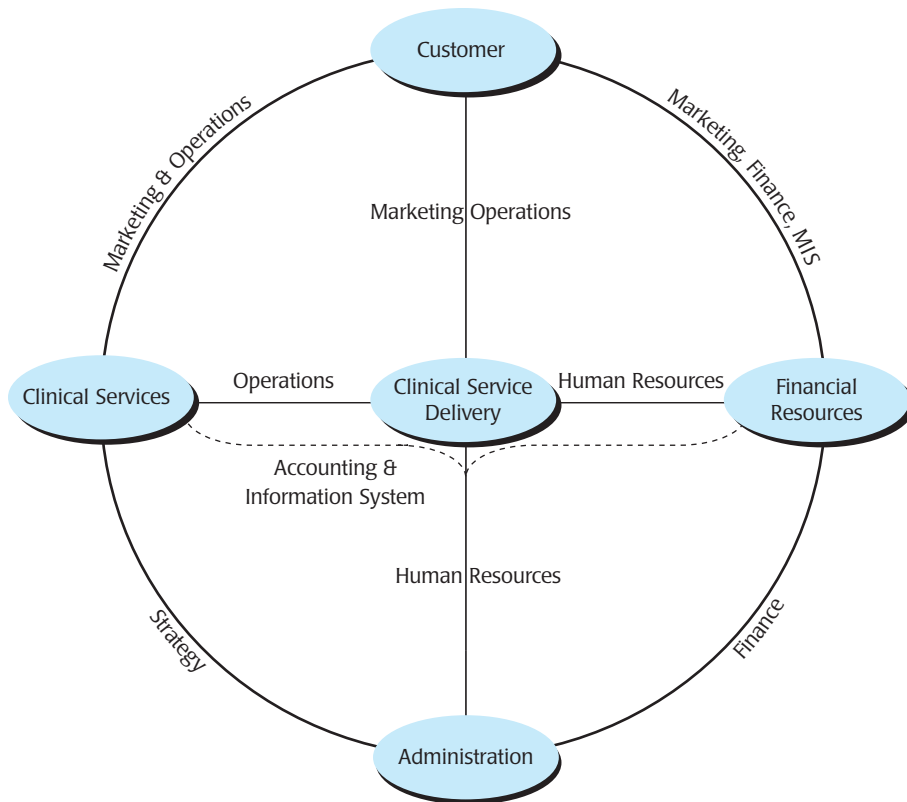 Customer
Marketing & Operations
Marketing, Finance, MIS
Marketing Operations
Clinical Services
Operations
Clinical Service
Delivery
Human Resources
Financial
Resources
Accounting &
Information System
Human Resources
Strategy
Finance
Administration